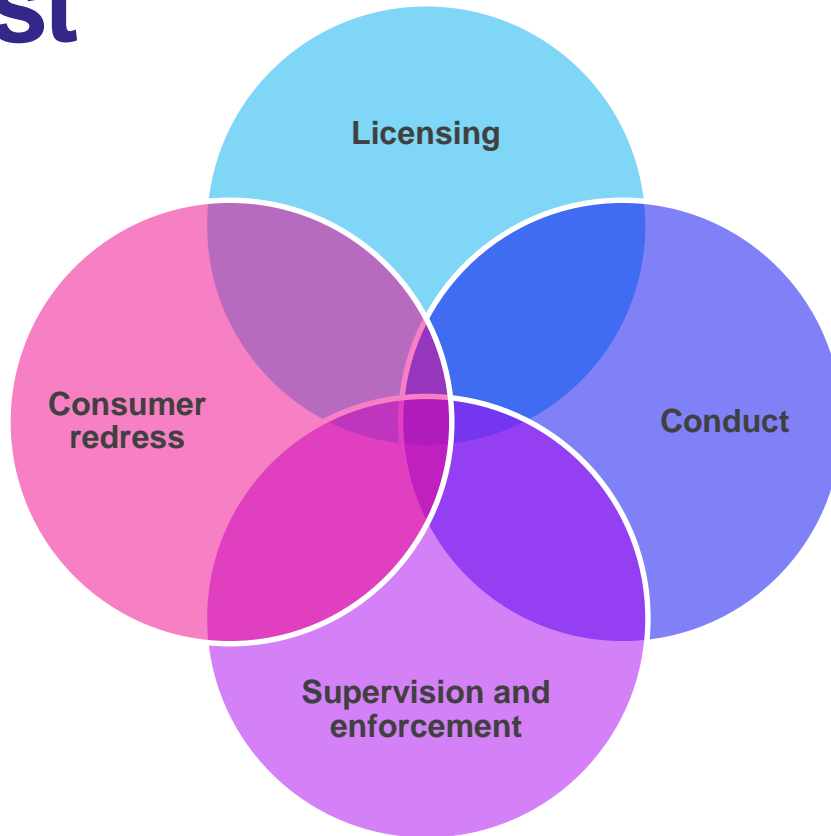 st
Licensing
Consumer
redress
Conduct
Supervision and
enforcement